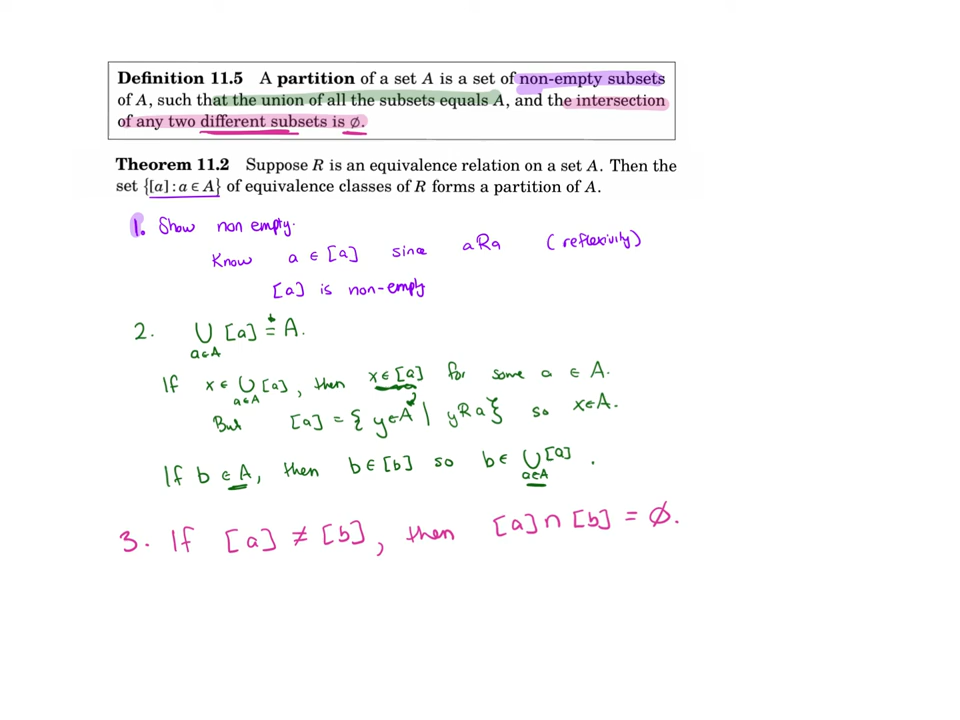 Definition 11.5 A partition of a set A is a set of non-empty subsets
of A, such that the union of all the subsets equals A, and the intersection
of any two different subsets is ∅.
Theorem 11.2 Suppose R is an equivalence relation on a set A. Then the
set {[a] : a ∈ A} of equivalence classes of R forms a partition of A.
1. Show non empty.
Know a ∈ [a] since aRa (reflexivity)
[a] is non-empty
2. ∪ [a] = A.
a∈A
If x ∈ ∪ [a], then x ∈ [a] for some a ∈ A.
a∈A
But [a] = { y ∈ A | yRa } so x∈A.
If b ∈ A, then b ∈ [b] so b ∈ ∪ [a] .
a∈A
3. If [a] ≠ [b], then [a] ∩ [b] = ∅.